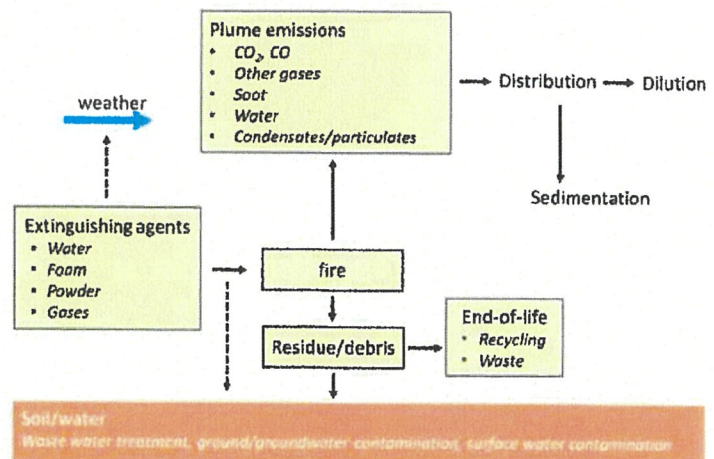 Plume emissions
• CO₂, CO
• Other gases
• Soot
• Water
• Condensates/particulates
Distribution
Dilution
Sedimentation
weather
Extinguishing agents
• Water
• Foam
• Powder
• Gases
fire
Residue/debris
End-of-life
• Recycling
• Waste
Soil/water
Waste water treatment, ground/groundwater contamination, surface water contamination